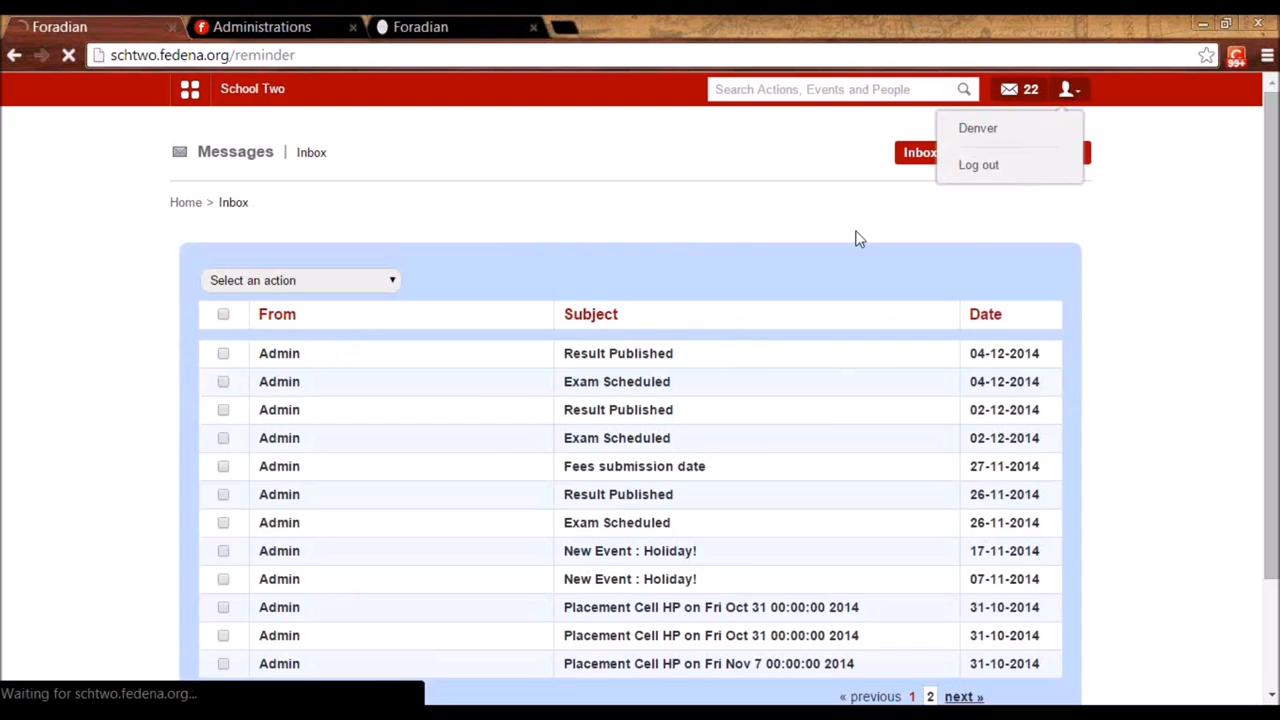 Foradian
Administrations
Foradian
schtwo.fedena.org/reminder
99+
School Two
Search Actions, Events and People
22
Denver
Log out
Messages | Inbox
Inbox
Home > Inbox
Select an action
From Subject Date
Admin Result Published 04-12-2014
Admin Exam Scheduled 04-12-2014
Admin Result Published 02-12-2014
Admin Exam Scheduled 02-12-2014
Admin Fees submission date 27-11-2014
Admin Result Published 26-11-2014
Admin Exam Scheduled 26-11-2014
Admin New Event : Holiday! 17-11-2014
Admin New Event : Holiday! 07-11-2014
Admin Placement Cell HP on Fri Oct 31 00:00:00 2014 31-10-2014
Admin Placement Cell HP on Fri Oct 31 00:00:00 2014 31-10-2014
Admin Placement Cell HP on Fri Nov 7 00:00:00 2014 31-10-2014
« previous 1 2 next »
Waiting for schtwo.fedena.org...